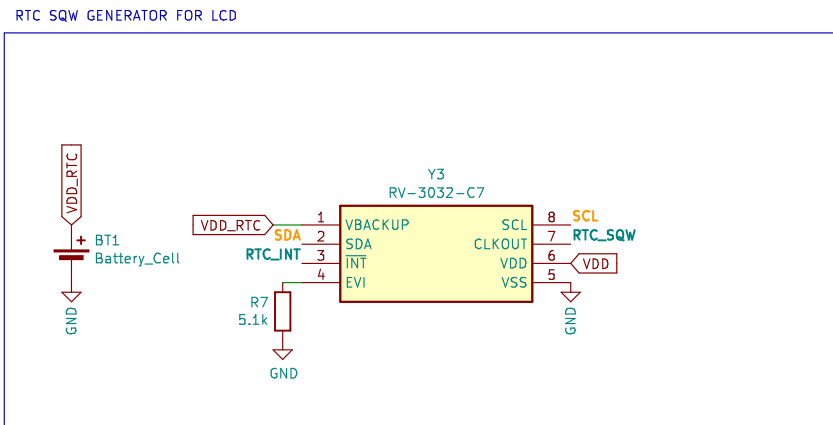 RTC SQW GENERATOR FOR LCD
VDD_RTC
+
BT1
Battery_Cell
GND
Y3
RV-3032-C7
VDD_RTC
SDA
RTC_INT
1
2
3
4
VBACKUP
SDA
INT
EVI
SCL
CLKOUT
VDD
VSS
8
7
6
5
SCL
RTC_SQW
VDD
GND
R7
5.1k
GND